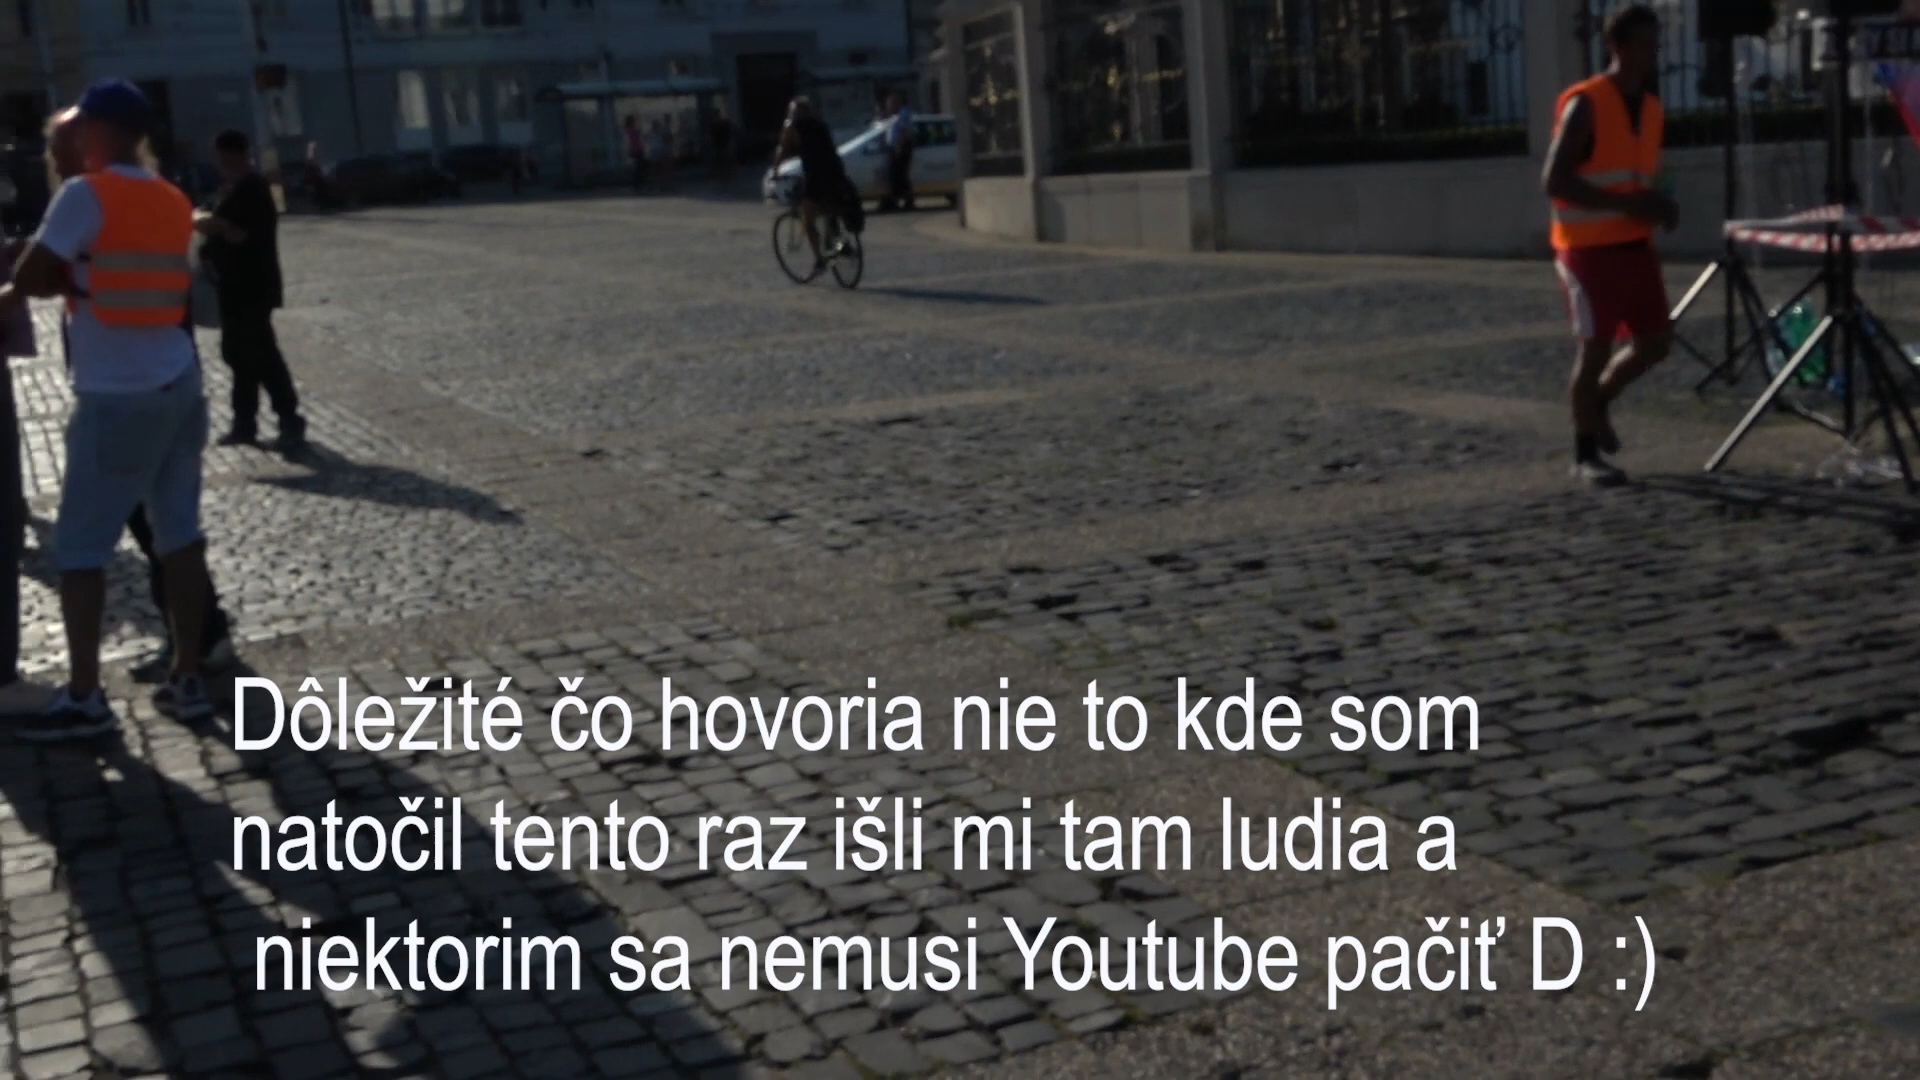 Dôležité čo hovoria nie to kde som
natočil tento raz išli mi tam ludia a
niektorim sa nemusi Youtube pačiť D :)